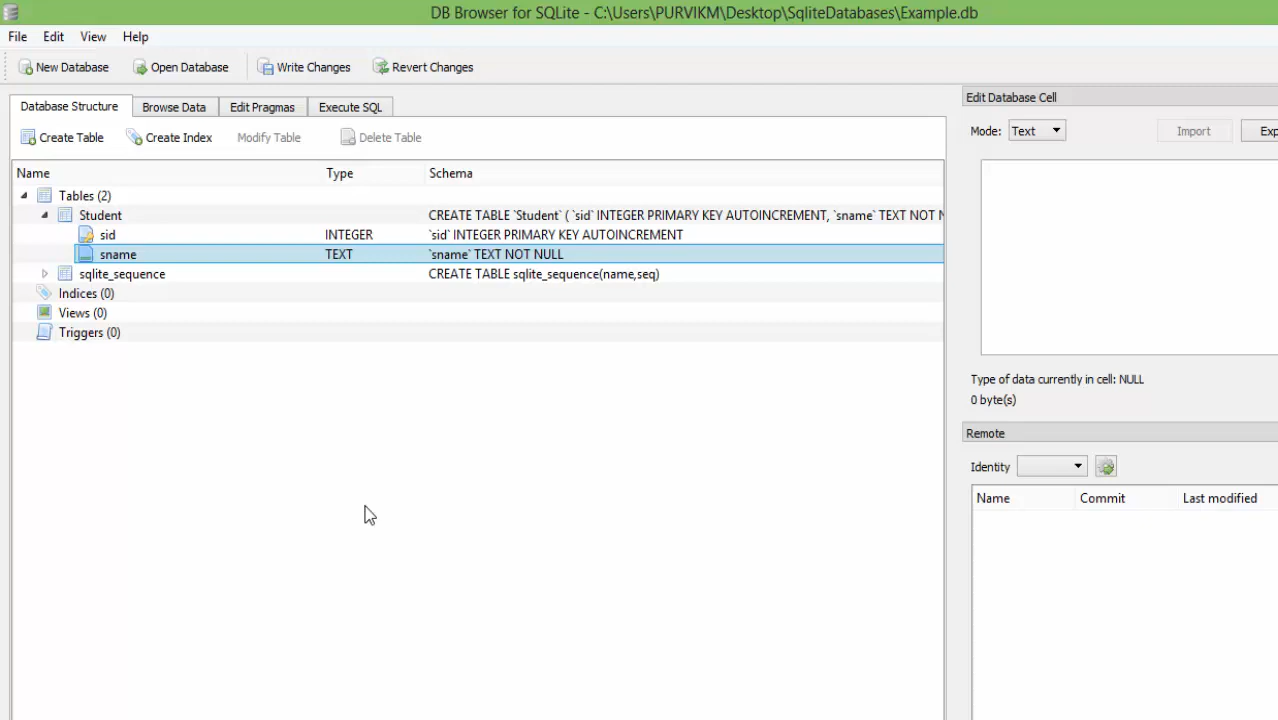 DB Browser for SQLite - C:\Users\PURVIKM\Desktop\SqliteDatabases\Example.db
File Edit View Help
New Database Open Database Write Changes Revert Changes
Database Structure Browse Data Edit Pragmas Execute SQL
Create Table Create Index Modify Table Delete Table
Name Type Schema
Tables (2)
Student CREATE TABLE `Student` ( `sid` INTEGER PRIMARY KEY AUTOINCREMENT, `sname` TEXT NOT N
sid INTEGER `sid` INTEGER PRIMARY KEY AUTOINCREMENT
sname TEXT `sname` TEXT NOT NULL
sqlite_sequence CREATE TABLE sqlite_sequence(name,seq)
Indices (0)
Views (0)
Triggers (0)
Edit Database Cell
Mode: Text Import Exp
Type of data currently in cell: NULL
0 byte(s)
Remote
Identity
Name Commit Last modified